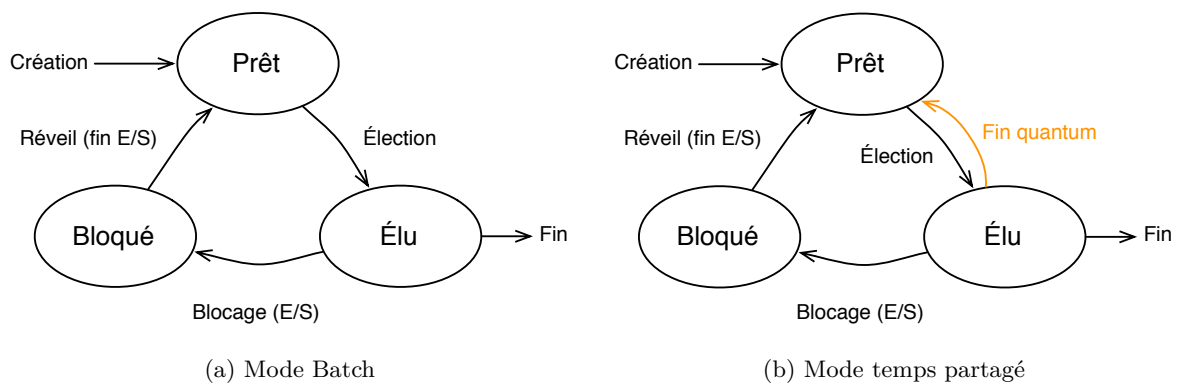 Création
Prêt
Réveil (fin E/S)
Élection
Bloqué
Élu
Fin
Blocage (E/S)
(a) Mode Batch
Création
Prêt
Réveil (fin E/S)
Fin quantum
Élection
Bloqué
Élu
Fin
Blocage (E/S)
(b) Mode temps partagé